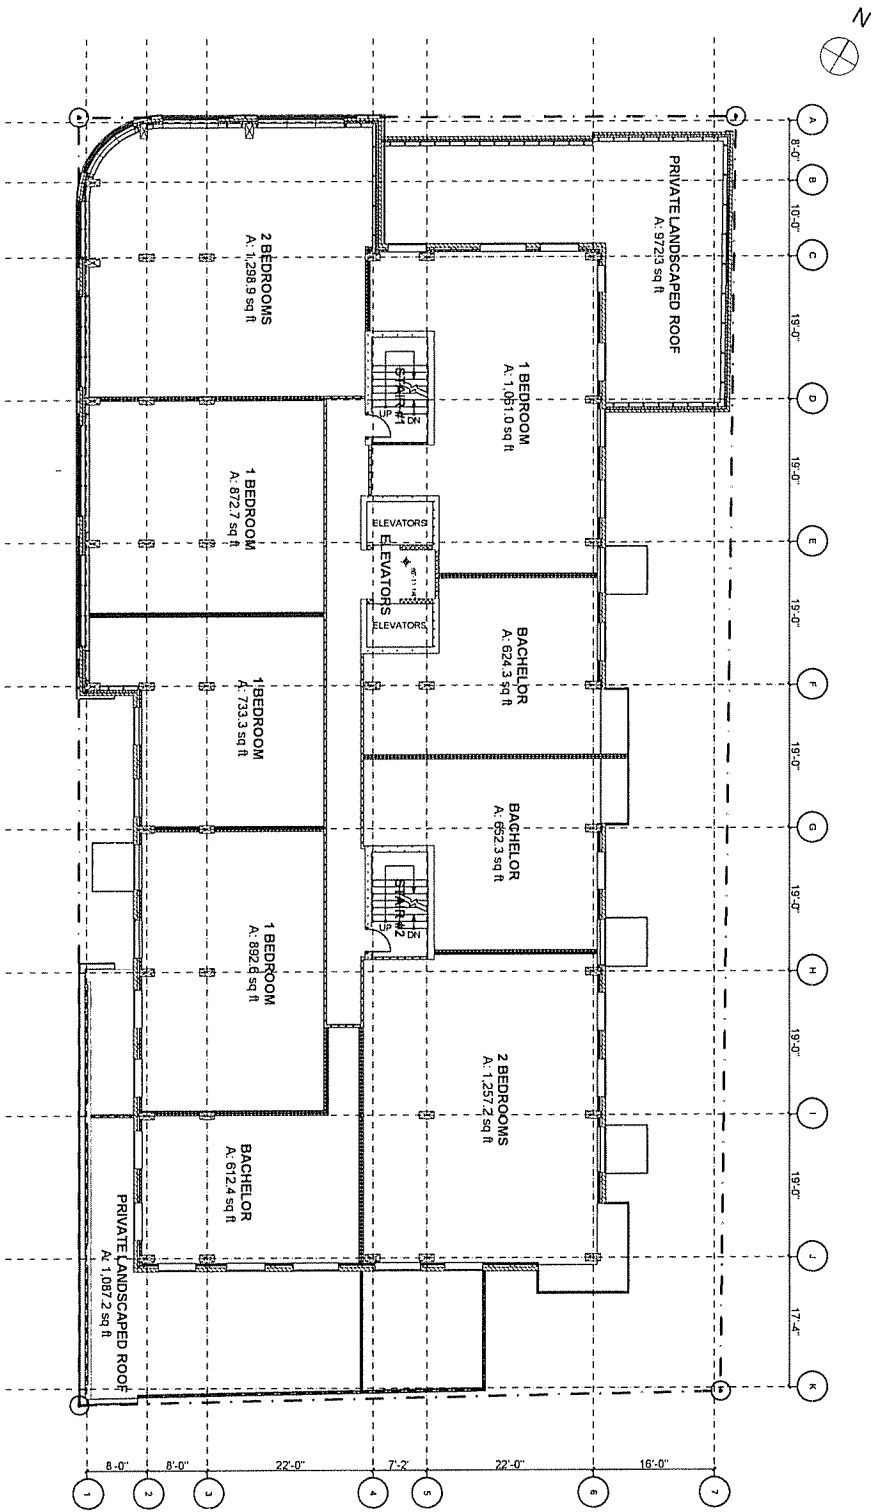 N
A
8'-0"
B
10'-0"
C
19'-0"
D
19'-0"
E
19'-0"
F
19'-0"
G
19'-0"
H
19'-0"
I
19'-0"
J
17'-4"
K
PRIVATE LANDSCAPED ROOF
A: 972.3 sq ft
2 BEDROOMS
A: 1,298.9 sq ft
1 BEDROOM
A: 1,051.0 sq ft
STAIR #1
UP
DN
1 BEDROOM
A: 872.7 sq ft
ELEVATORS
ELEVATORS
ELEVATORS
BACHELOR
A: 624.3 sq ft
1 BEDROOM
A: 733.3 sq ft
BACHELOR
A: 652.3 sq ft
STAIR #2
UP
DN
1 BEDROOM
A: 892.6 sq ft
2 BEDROOMS
A: 1,257.2 sq ft
BACHELOR
A: 612.4 sq ft
PRIVATE LANDSCAPED ROOF
A: 1,087.2 sq ft
8'-0"
8'-0"
22'-0"
7'-2"
22'-0"
16'-0"
1
2
3
4
5
6
7